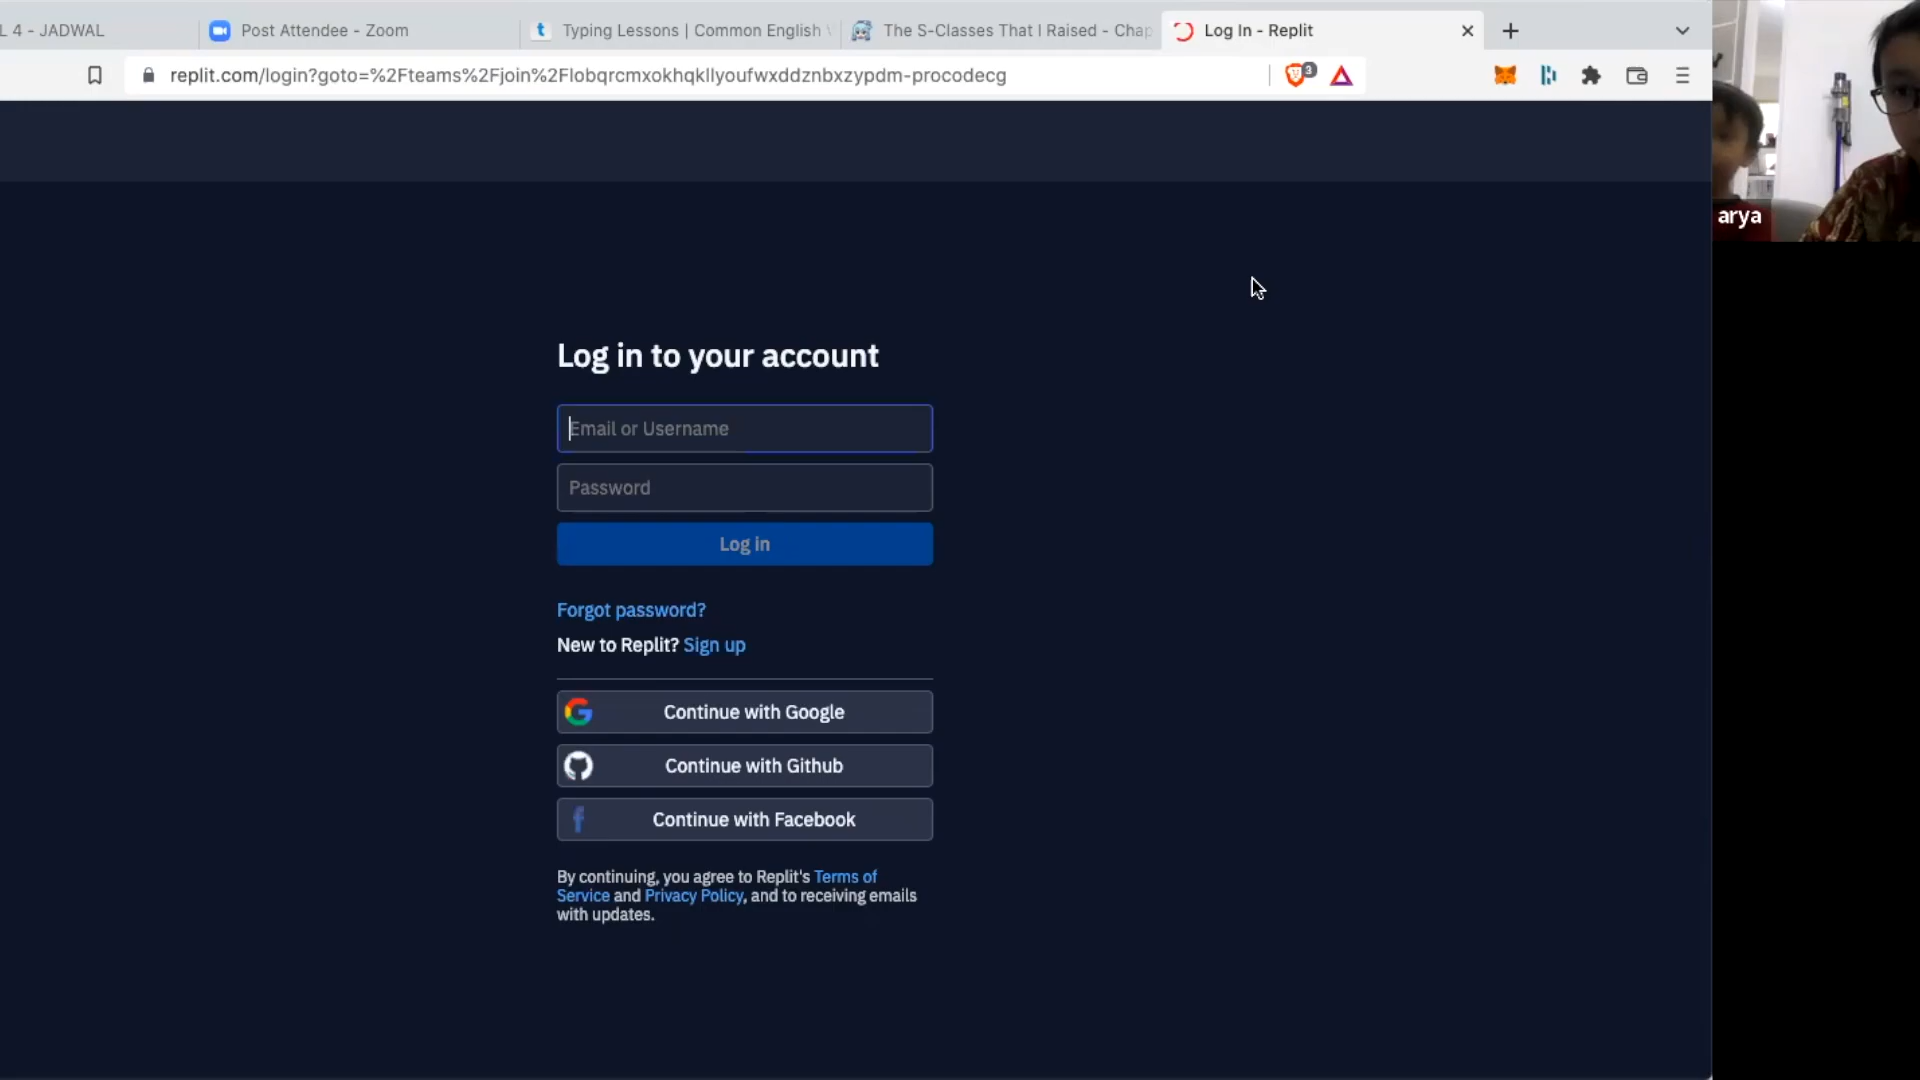 L 4 - JADWAL
Post Attendee - Zoom
Typing Lessons | Common English
The S-Classes That I Raised - Chap
Log In - Replit
replit.com/login?goto=%2Fteams%2Fjoin%2Flobqrcmxokhqkllyoufwxddznbxzypdm-procodecg
3
arya
Log in to your account
Email or Username
Password
Log in
Forgot password?
New to Replit? Sign up
Continue with Google
Continue with Github
Continue with Facebook
By continuing, you agree to Replit's Terms of
Service and Privacy Policy, and to receiving emails
with updates.